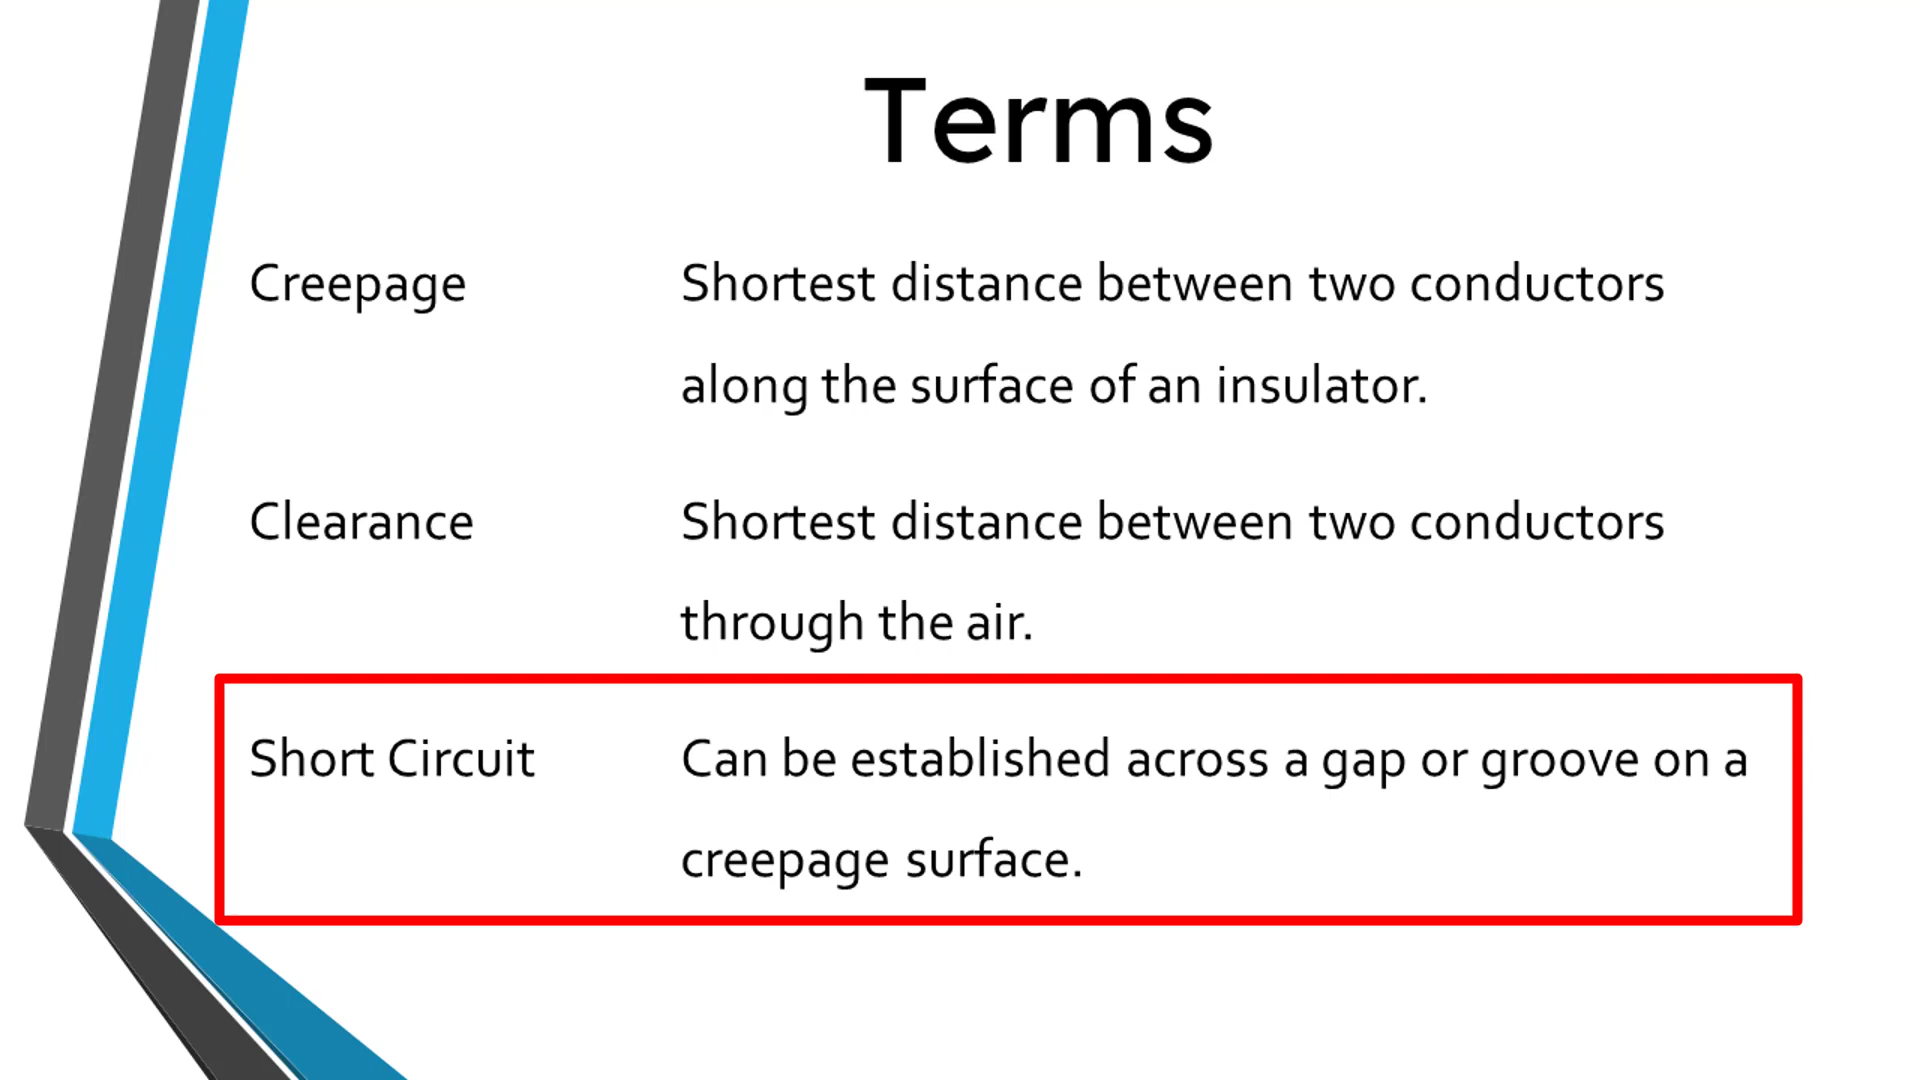 Terms
Creepage Shortest distance between two conductors
along the surface of an insulator.
Clearance Shortest distance between two conductors
through the air.
Short Circuit Can be established across a gap or groove on a
creepage surface.